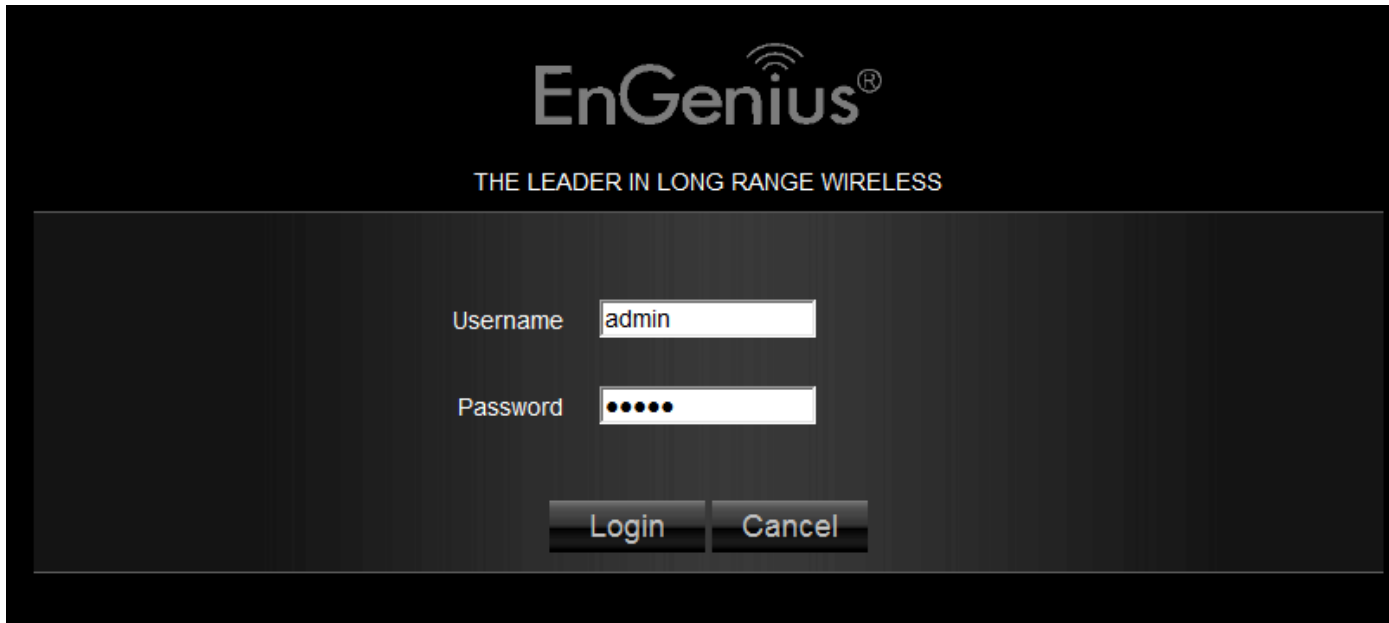 EnGenius®
THE LEADER IN LONG RANGE WIRELESS
Username admin
Password •••••
Login Cancel